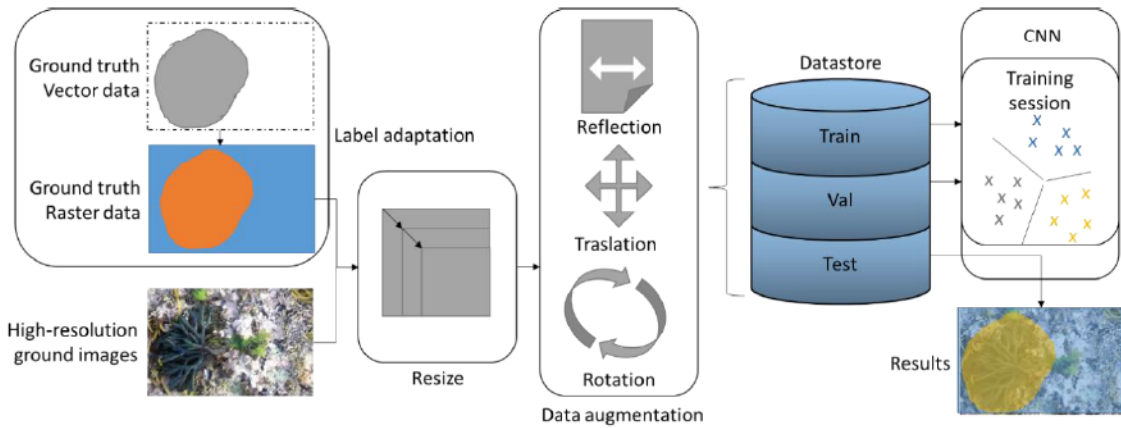 Ground truth
Vector data
Label adaptation
Ground truth
Raster data
High-resolution
ground images
Resize
Reflection
Traslation
Rotation
Data augmentation
Datastore
Train
Val
Test
CNN
Training
session
X X X X X
X X X X X
X X X X X
Results